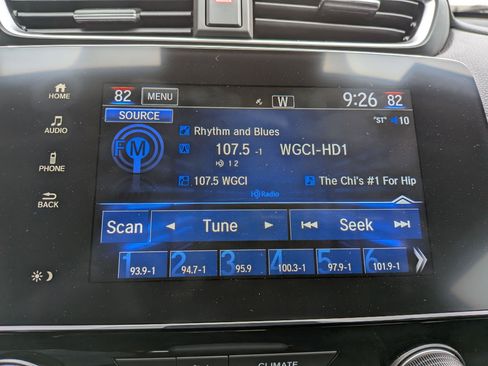 HOME
AUDIO
PHONE
BACK
82 MENU W 9:26 82
SOURCE "ST" 10
FM
Rhythm and Blues
107.5 -1 WGCI-HD1
HD 1 2
107.5 WGCI The Chi's #1 For Hip
HD Radio
Scan Tune Seek
1 2 3 4 5 6
93.9-1 94.7-1 95.9 100.3-1 97.9-1 101.9-1
CLIMATE